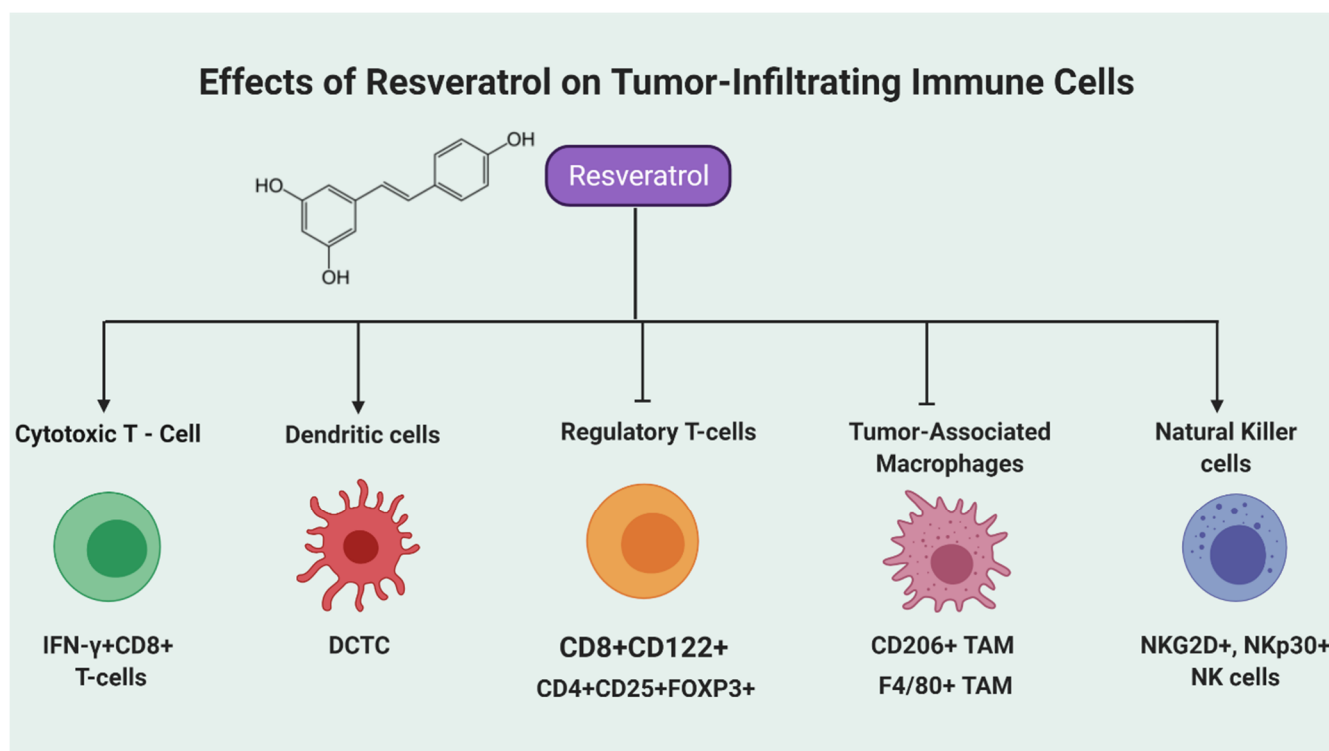 Effects of Resveratrol on Tumor-Infiltrating Immune Cells
OH
HO
OH
Resveratrol
Cytotoxic T - Cell
Dendritic cells
Regulatory T-cells
Tumor-Associated
Macrophages
Natural Killer
cells
IFN-γ+CD8+
T-cells
DCTC
CD8+CD122+
CD4+CD25+FOXP3+
CD206+ TAM
F4/80+ TAM
NKG2D+, NKp30+
NK cells